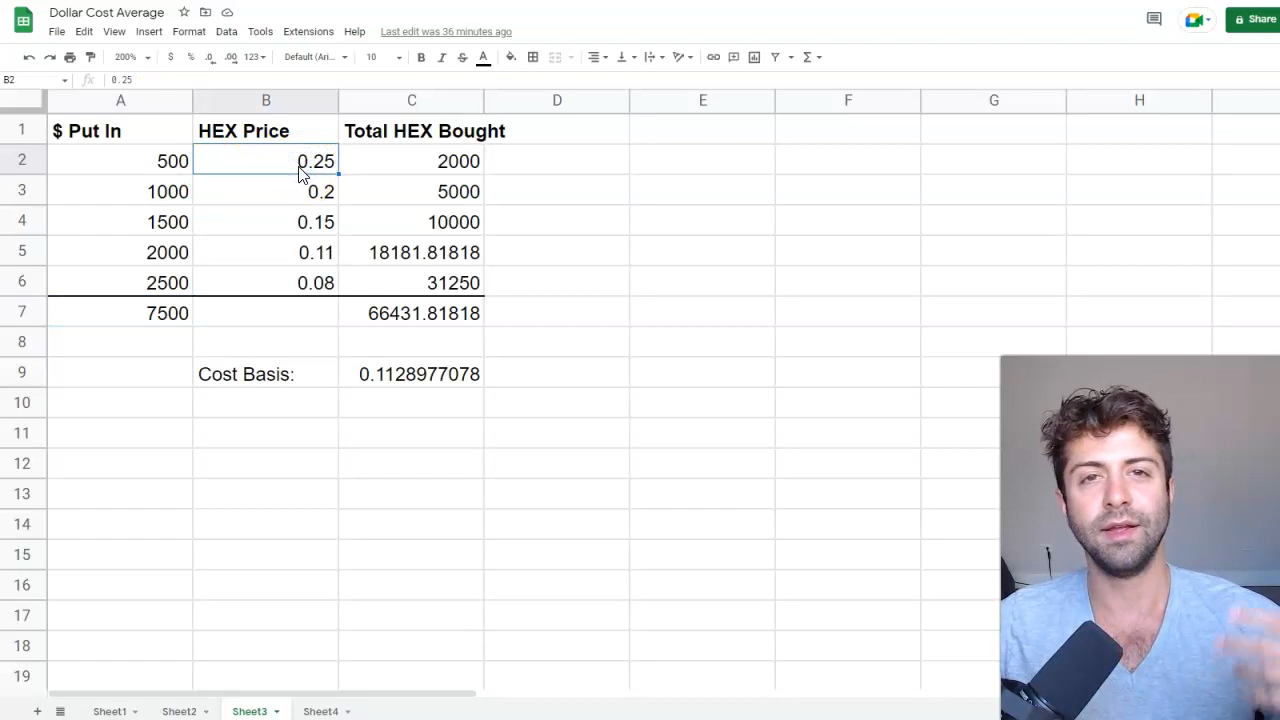 Dollar Cost Average
File Edit View Insert Format Data Tools Extensions Help Last edit was 36 minutes ago
Share
200% $ % .0 .00 123 Default (Ari... 10 B I S A
B2 fx 0.25
A B C D E F G H
1 $ Put In HEX Price Total HEX Bought
2 500 0.25 2000
3 1000 0.2 5000
4 1500 0.15 10000
5 2000 0.11 18181.81818
6 2500 0.08 31250
7 7500 66431.81818
8
9 Cost Basis: 0.1128977078
10
11
12
13
14
15
16
17
18
19
+ Sheet1 Sheet2 Sheet3 Sheet4